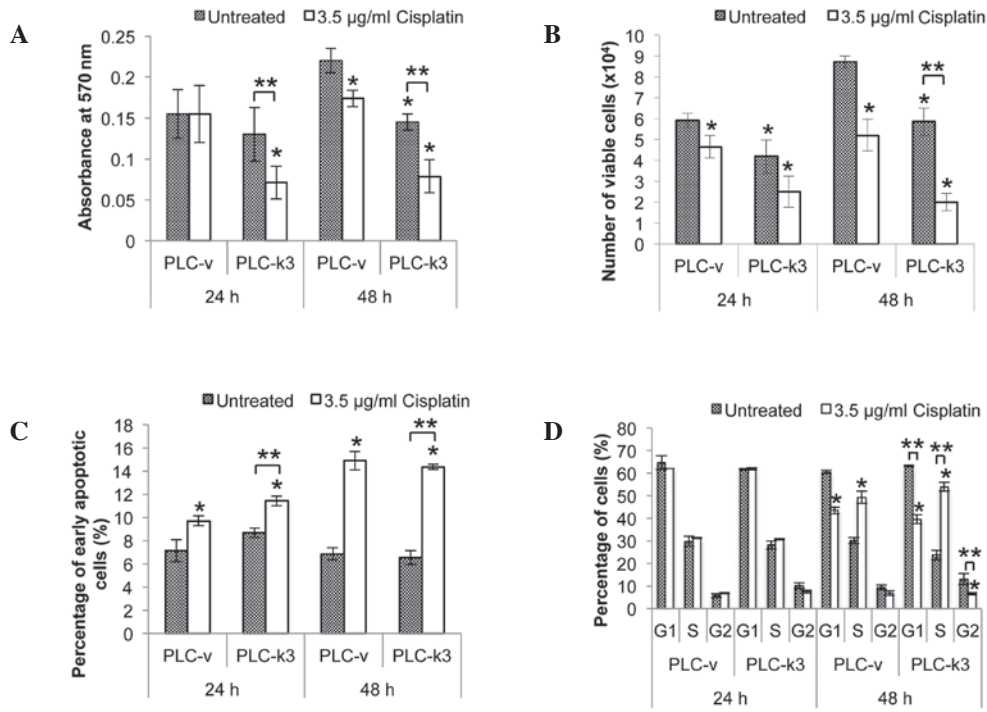 A
Untreated 3.5 µg/ml Cisplatin
Absorbance at 570 nm
0.25
0.2
0.15
0.1
0.05
0
** ** * * * *
PLC-v PLC-k3 PLC-v PLC-k3
24 h 48 h
B
Untreated 3.5 µg/ml Cisplatin
Number of viable cells (x10⁴)
10
9
8
7
6
5
4
3
2
1
0
* * * * ** * *
PLC-v PLC-k3 PLC-v PLC-k3
24 h 48 h
C
Untreated 3.5 µg/ml Cisplatin
Percentage of early apoptotic
cells (%)
18
16
14
12
10
8
6
4
2
0
* ** * * ** *
PLC-v PLC-k3 PLC-v PLC-k3
24 h 48 h
D
Untreated 3.5 µg/ml Cisplatin
Percentage of cells (%)
80
70
60
50
40
30
20
10
0
* * ** * ** * ** *
G1 S G2 G1 S G2 G1 S G2 G1 S G2
PLC-v PLC-k3 PLC-v PLC-k3
24 h 48 h